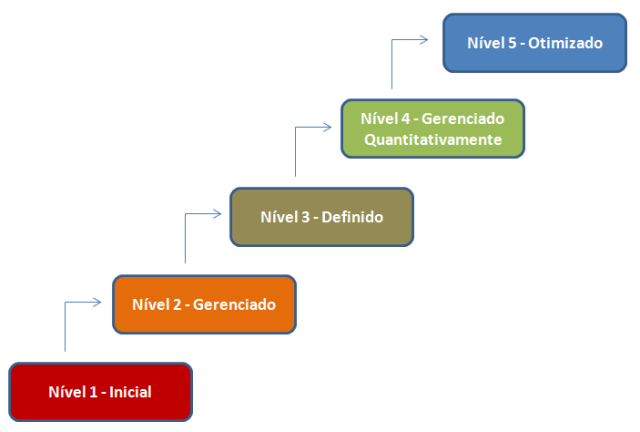 Nível 5 - Otimizado
Nível 4 - Gerenciado
Quantitativamente
Nível 3 - Definido
Nível 2 - Gerenciado
Nível 1 - Inicial